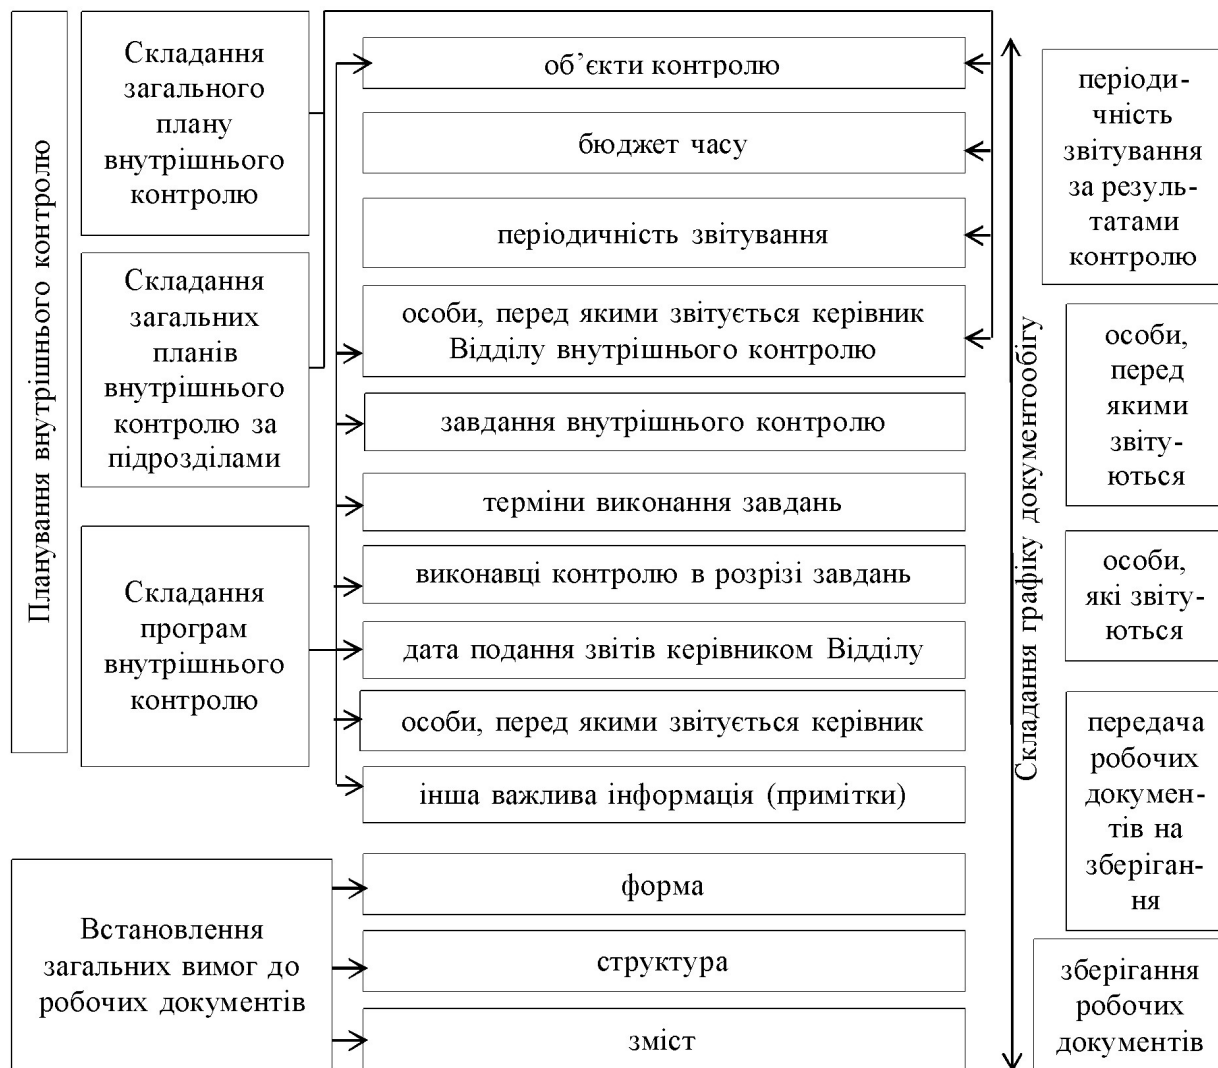 Планування внутрішнього контролю
Складання
загального
плану
внутрішнього
контролю
Складання
загальних
планів
внутрішнього
контролю за
підрозділами
Складання
програм
внутрішнього
контролю
об’єкти контролю
бюджет часу
періодичність звітування
особи, перед якими звітується керівник
Відділу внутрішнього контролю
завдання внутрішнього контролю
терміни виконання завдань
виконавці контролю в розрізі завдань
дата подання звітів керівником Відділу
особи, перед якими звітується керівник
інша важлива інформація (примітки)
Встановлення
загальних вимог до
робочих документів
форма
структура
зміст
Складання графіку документообігу
періоди-
чність
звітування
за резуль-
татами
контролю
особи,
перед
якими
звіту-
ються
особи,
які звіту-
ються
передача
робочих
докумен-
тів на
зберіган-
ня
зберігання
робочих
документів